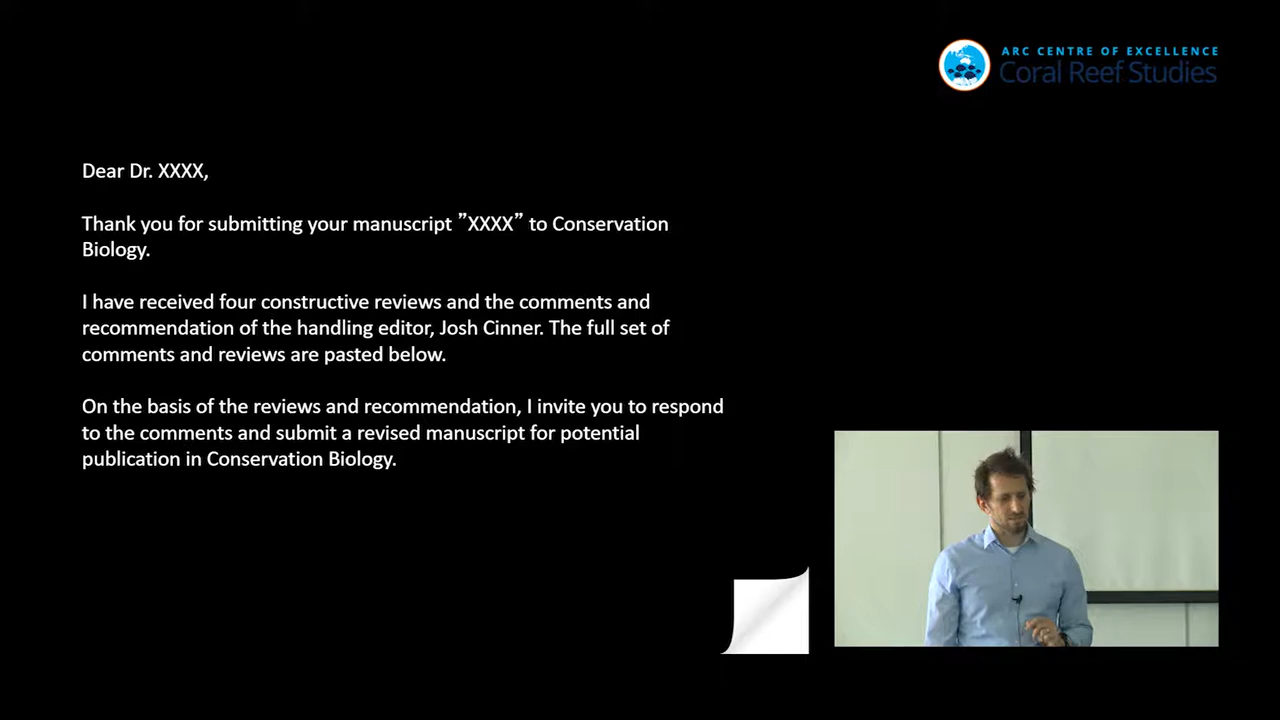 ARC CENTRE OF EXCELLENCE
Coral Reef Studies
Dear Dr. XXXX,
Thank you for submitting your manuscript ”XXXX” to Conservation
Biology.
I have received four constructive reviews and the comments and
recommendation of the handling editor, Josh Cinner. The full set of
comments and reviews are pasted below.
On the basis of the reviews and recommendation, I invite you to respond
to the comments and submit a revised manuscript for potential
publication in Conservation Biology.